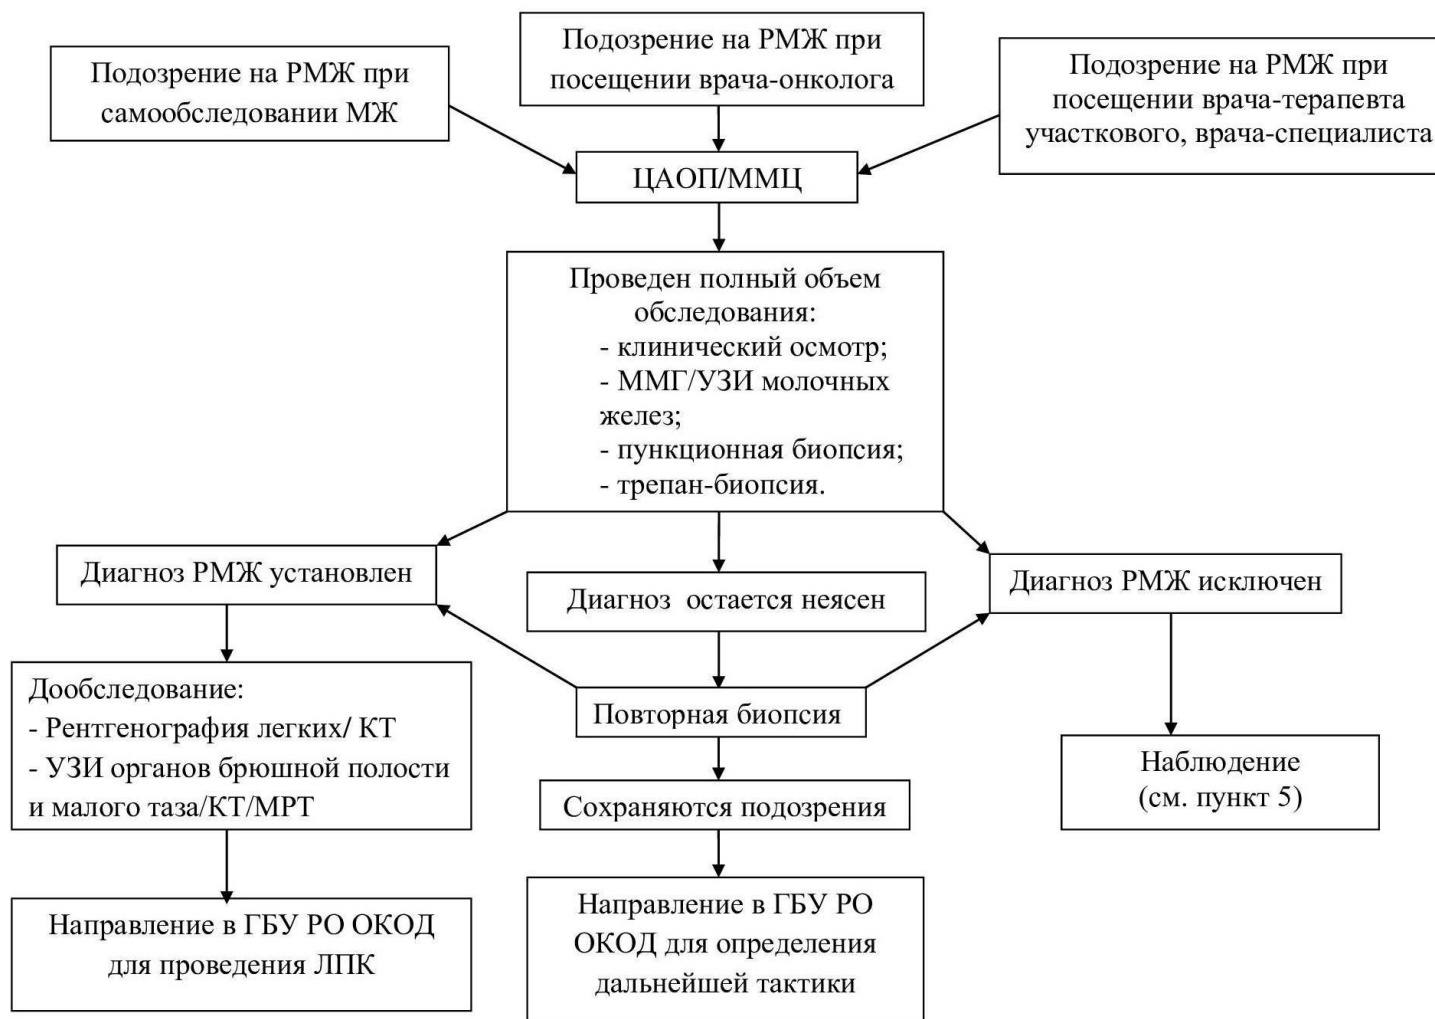 Подозрение на РМЖ при
самообследовании МЖ
Подозрение на РМЖ при
посещении врача-онколога
Подозрение на РМЖ при
посещении врача-терапевта
участкового, врача-специалиста
ЦАОП/ММЦ
Проведен полный объем
обследования:
- клинический осмотр;
- ММГ/УЗИ молочных
желез;
- пункционная биопсия;
- трепан-биопсия.
Диагноз РМЖ установлен
Диагноз остается неясен
Диагноз РМЖ исключен
Дообследование:
- Рентгенография легких/ КТ
- УЗИ органов брюшной полости
и малого таза/КТ/МРТ
Повторная биопсия
Наблюдение
(см. пункт 5)
Сохраняются подозрения
Направление в ГБУ РО ОКОД
для проведения ЛПК
Направление в ГБУ РО
ОКОД для определения
дальнейшей тактики